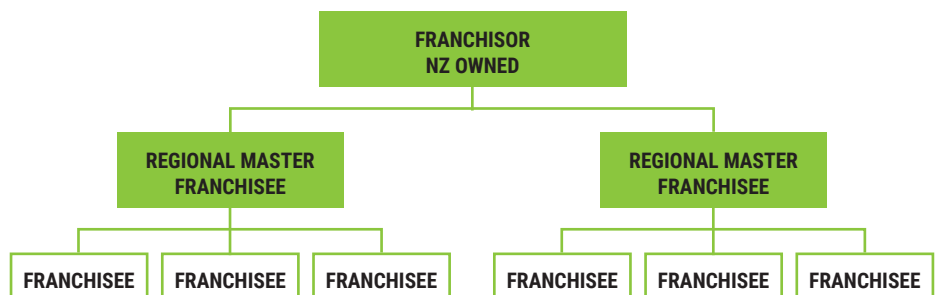 FRANCHISOR
NZ OWNED
REGIONAL MASTER
FRANCHISEE
REGIONAL MASTER
FRANCHISEE
FRANCHISEE
FRANCHISEE
FRANCHISEE
FRANCHISEE
FRANCHISEE
FRANCHISEE